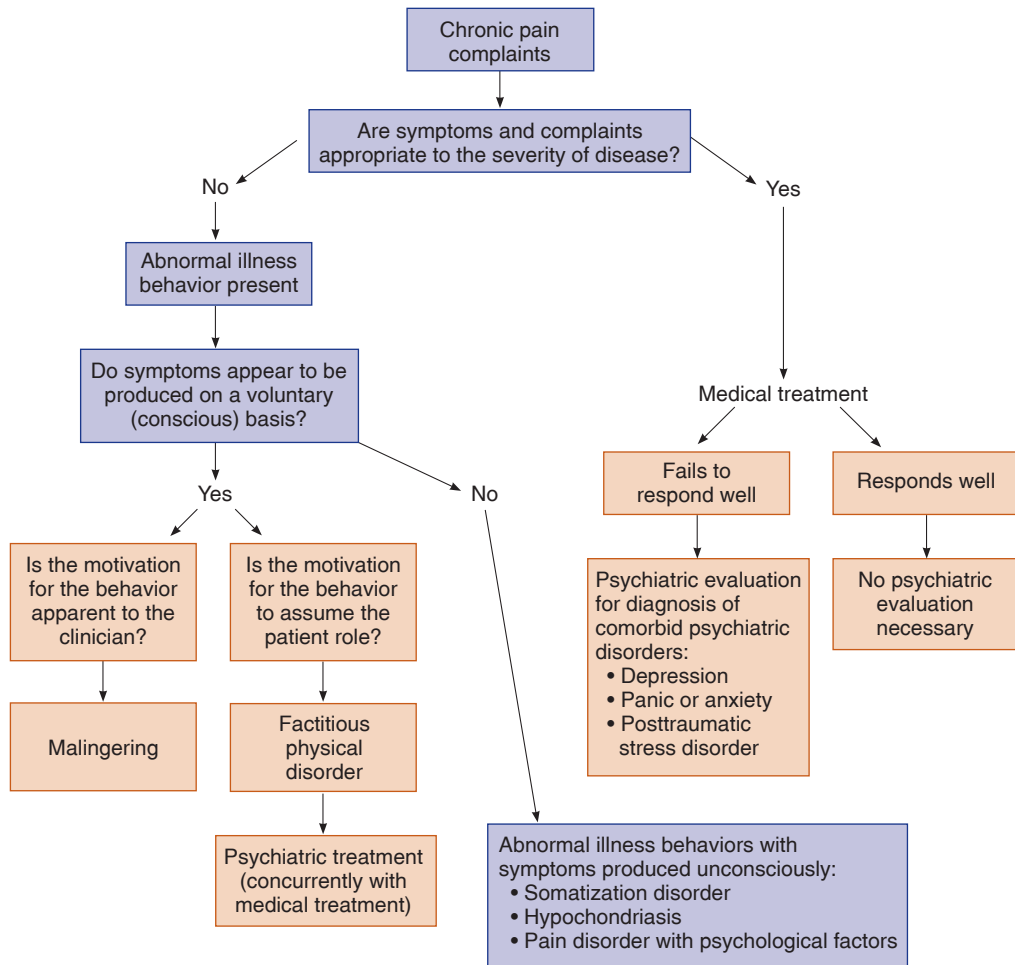 Chronic pain
complaints
Are symptoms and complaints
appropriate to the severity of disease?
No
Yes
Abnormal illness
behavior present
Do symptoms appear to be
produced on a voluntary
(conscious) basis?
Medical treatment
Yes
No
Fails to
respond well
Responds well
Is the motivation
for the behavior
apparent to the
clinician?
Is the motivation
for the behavior
to assume the
patient role?
Psychiatric evaluation
for diagnosis of
comorbid psychiatric
disorders:
• Depression
• Panic or anxiety
• Posttraumatic
stress disorder
No psychiatric
evaluation
necessary
Malingering
Factitious
physical
disorder
Psychiatric treatment
(concurrently with
medical treatment)
Abnormal illness behaviors with
symptoms produced unconsciously:
• Somatization disorder
• Hypochondriasis
• Pain disorder with psychological factors